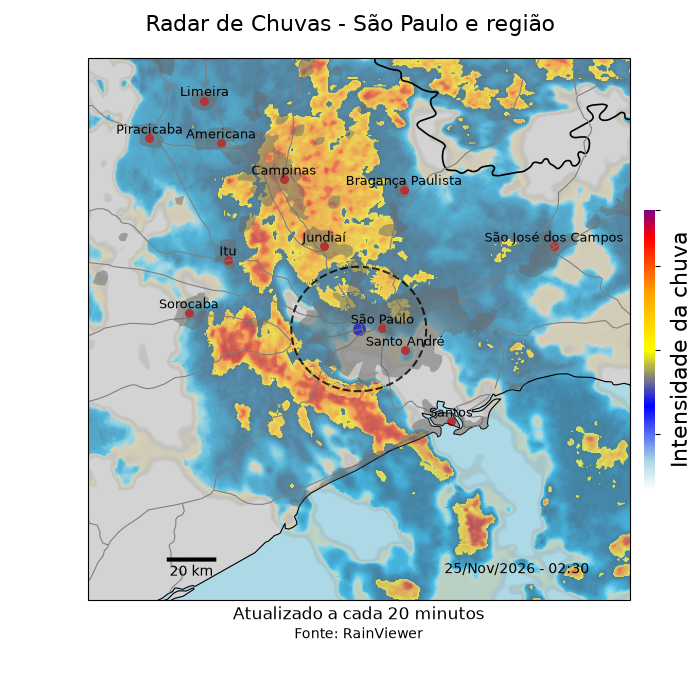 Radar de Chuvas - São Paulo e região
Limeira
Piracicaba
Americana
Campinas
Bragança Paulista
Jundiaí
São José dos Campos
Itu
Sorocaba
São Paulo
Santo André
Santos
20 km
25/Nov/2026 - 02:30
Intensidade da chuva
Atualizado a cada 20 minutos
Fonte: RainViewer